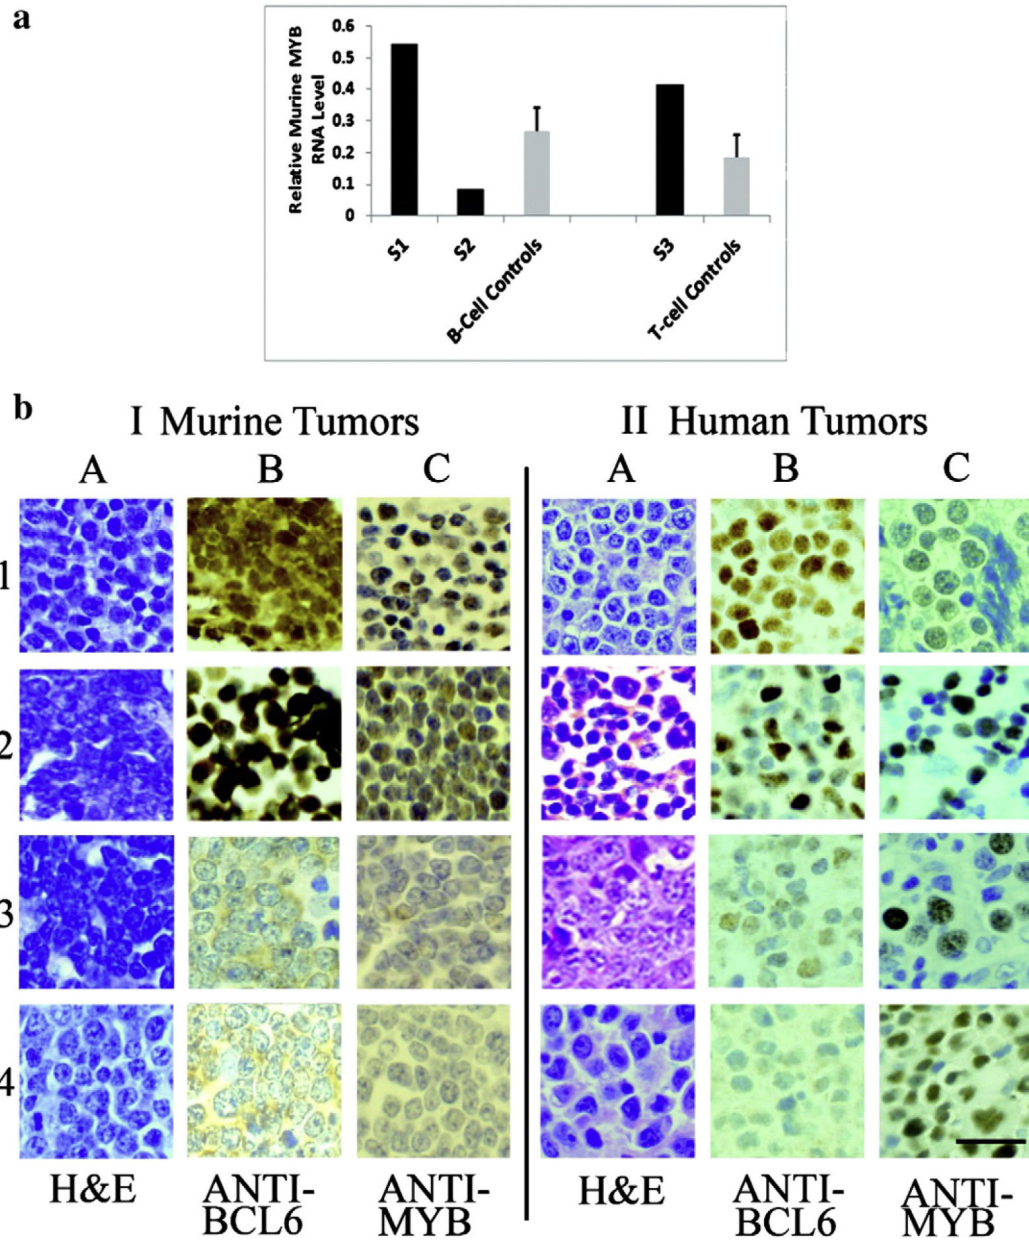 a
Relative Murine MYB
RNA Level
0.6
0.5
0.4
0.3
0.2
0.1
0
S1
S2
B-Cell Controls
S3
T-cell Controls
b
I Murine Tumors
II Human Tumors
A
B
C
A
B
C
1
2
3
4
H&E
ANTI-
BCL6
ANTI-
MYB
H&E
ANTI-
BCL6
ANTI-
MYB